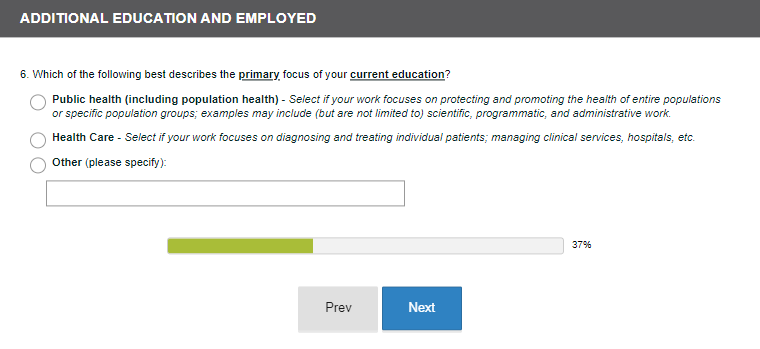 ADDITIONAL EDUCATION AND EMPLOYED
6. Which of the following best describes the primary focus of your current education?
Public health (including population health) - Select if your work focuses on protecting and promoting the health of entire populations
or specific population groups; examples may include (but are not limited to) scientific, programmatic, and administrative work.
Health Care - Select if your work focuses on diagnosing and treating individual patients; managing clinical services, hospitals, etc.
Other (please specify):
37%
Prev Next